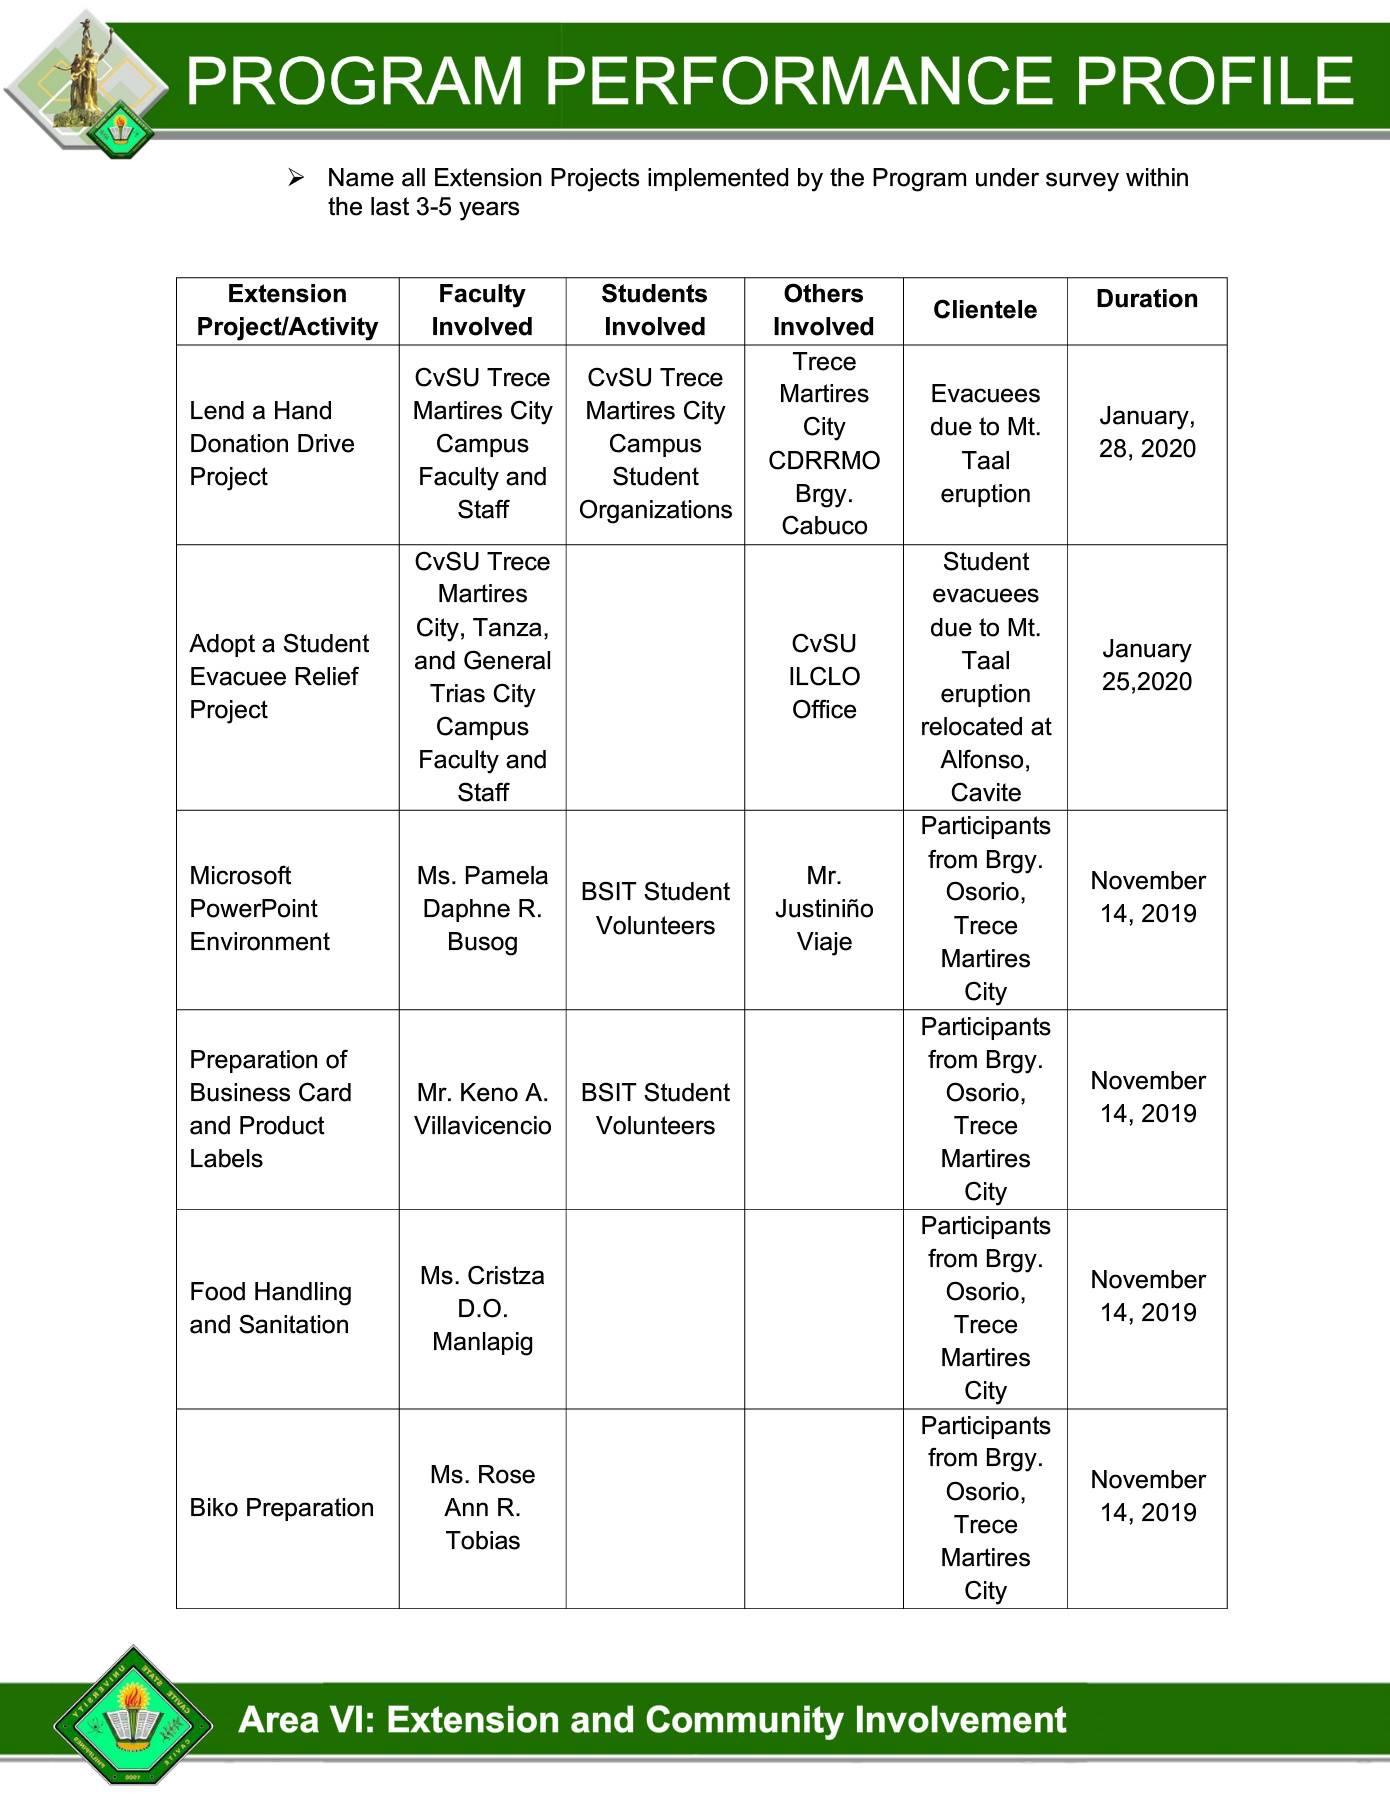 PROGRAM PERFORMANCE PROFILE
➢ Name all Extension Projects implemented by the Program under survey within
the last 3-5 years
Extension
Project/Activity
Faculty
Involved
Students
Involved
Others
Involved
Clientele
Duration
Lend a Hand
Donation Drive
Project
CvSU Trece
Martires City
Campus
Faculty and
Staff
CvSU Trece
Martires City
Campus
Student
Organizations
Trece
Martires
City
CDRRMO
Brgy.
Cabuco
Evacuees
due to Mt.
Taal
eruption
January,
28, 2020
Adopt a Student
Evacuee Relief
Project
CvSU Trece
Martires
City, Tanza,
and General
Trias City
Campus
Faculty and
Staff
CvSU
ILCLO
Office
Student
evacuees
due to Mt.
Taal
eruption
relocated at
Alfonso,
Cavite
January
25,2020
Microsoft
PowerPoint
Environment
Ms. Pamela
Daphne R.
Busog
BSIT Student
Volunteers
Mr.
Justiniño
Viaje
Participants
from Brgy.
Osorio,
Trece
Martires
City
November
14, 2019
Preparation of
Business Card
and Product
Labels
Mr. Keno A.
Villavicencio
BSIT Student
Volunteers
Participants
from Brgy.
Osorio,
Trece
Martires
City
November
14, 2019
Food Handling
and Sanitation
Ms. Cristza
D.O.
Manlapig
Participants
from Brgy.
Osorio,
Trece
Martires
City
November
14, 2019
Biko Preparation
Ms. Rose
Ann R.
Tobias
Participants
from Brgy.
Osorio,
Trece
Martires
City
November
14, 2019
CAVITE STATE UNIVERSITY
CAVITE
PHILIPPINES
Area VI: Extension and Community Involvement